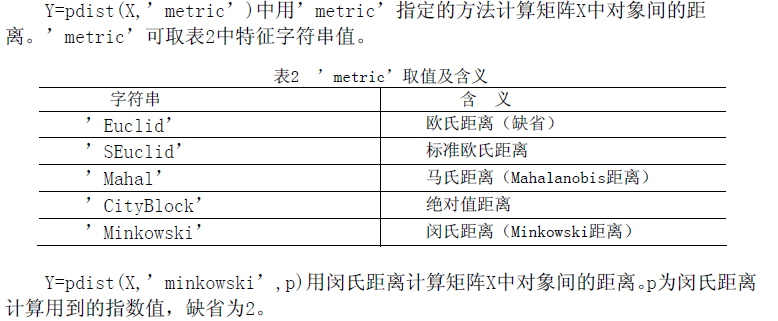 Y=pdist(X,’metric’)中用’metric’指定的方法计算矩阵X中对象间的距
离。’metric’可取表2中特征字符串值。
表2 ’metric’取值及含义
字符串 含 义
’Euclid’ 欧氏距离（缺省）
’SEuclid’ 标准欧氏距离
’Mahal’ 马氏距离（Mahalanobis距离）
’CityBlock’ 绝对值距离
’Minkowski’ 闵氏距离（Minkowski距离）
Y=pdist(X,’minkowski’,p)用闵氏距离计算矩阵X中对象间的距离。p为闵氏距离
计算用到的指数值，缺省为2。